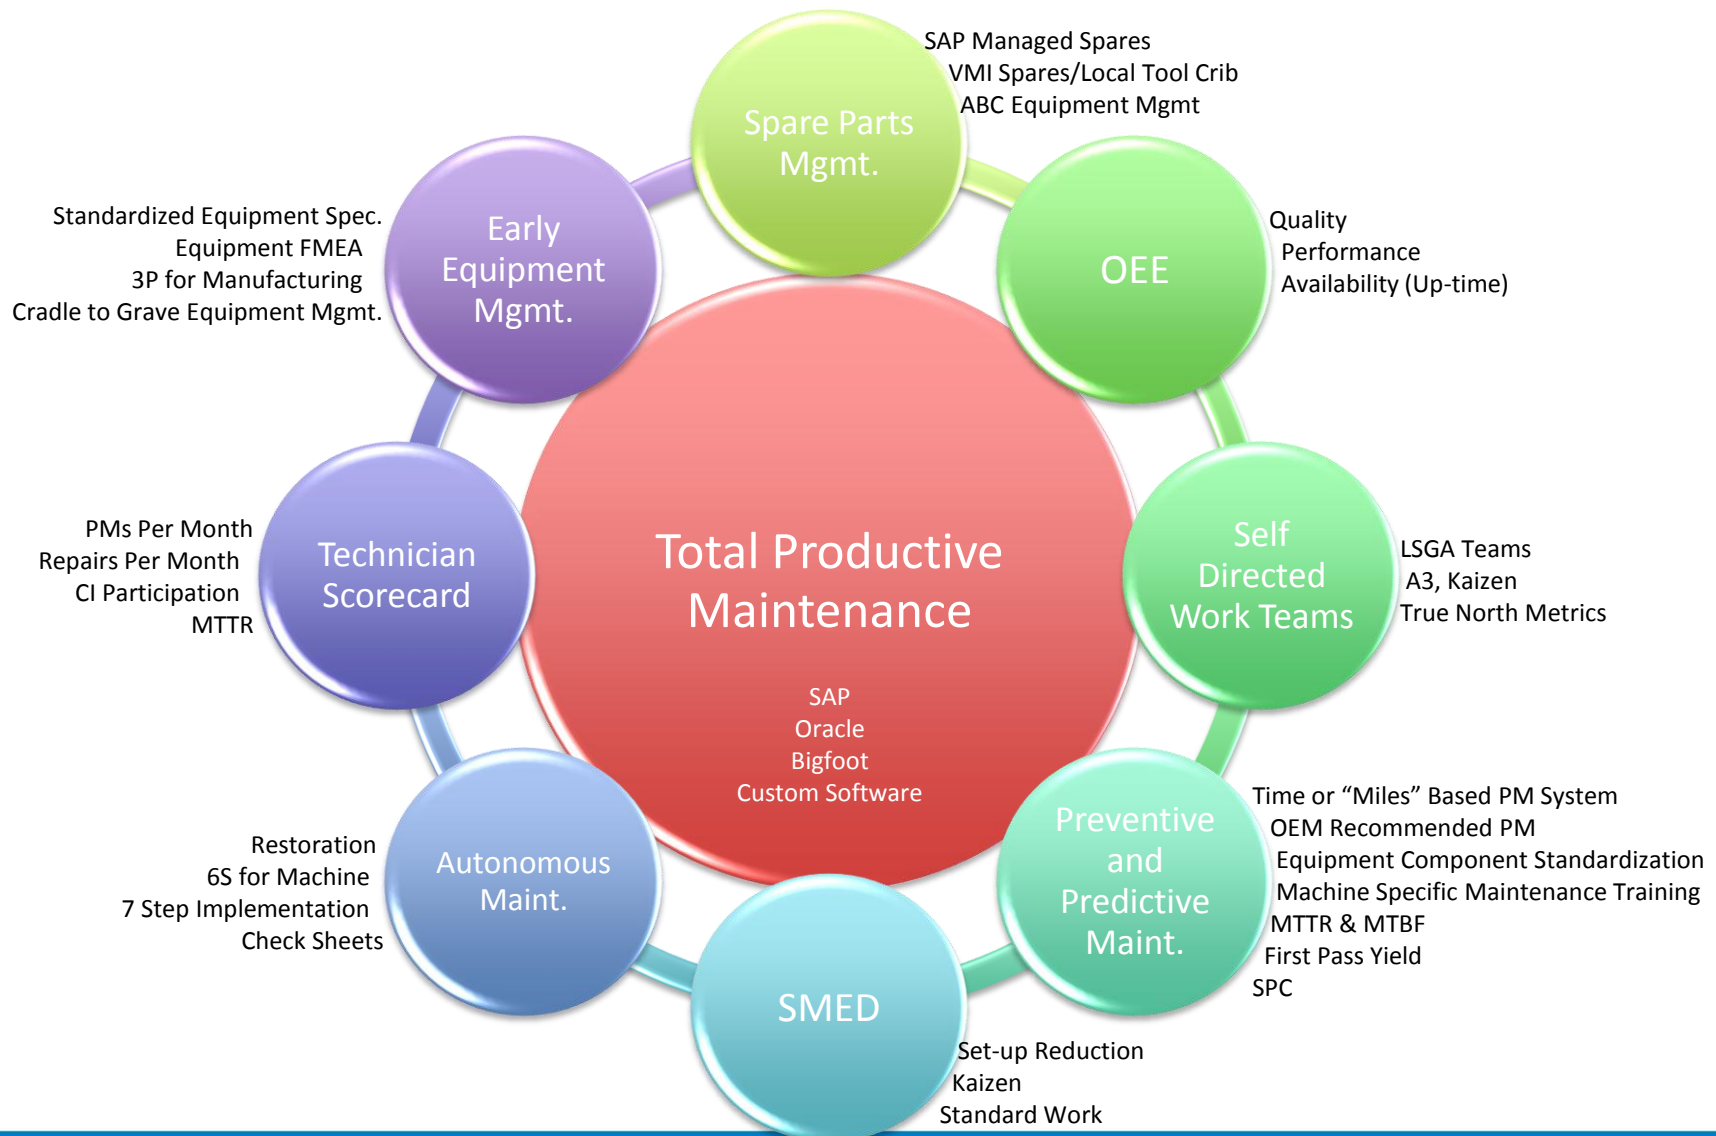 SAP Managed Spares
VMI Spares/Local Tool Crib
ABC Equipment Mgmt
Spare Parts
Mgmt.
Quality
Performance
Availability (Up-time)
OEE
LSGA Teams
A3, Kaizen
True North Metrics
Self
Directed
Work Teams
Time or “Miles” Based PM System
OEM Recommended PM
Equipment Component Standardization
Machine Specific Maintenance Training
MTTR & MTBF
First Pass Yield
SPC
Preventive
and
Predictive
Maint.
SMED
Set-up Reduction
Kaizen
Standard Work
Autonomous
Maint.
Restoration
6S for Machine
7 Step Implementation
Check Sheets
Technician
Scorecard
PMs Per Month
Repairs Per Month
CI Participation
MTTR
Early
Equipment
Mgmt.
Standardized Equipment Spec.
Equipment FMEA
3P for Manufacturing
Cradle to Grave Equipment Mgmt.
Total Productive
Maintenance
SAP
Oracle
Bigfoot
Custom Software